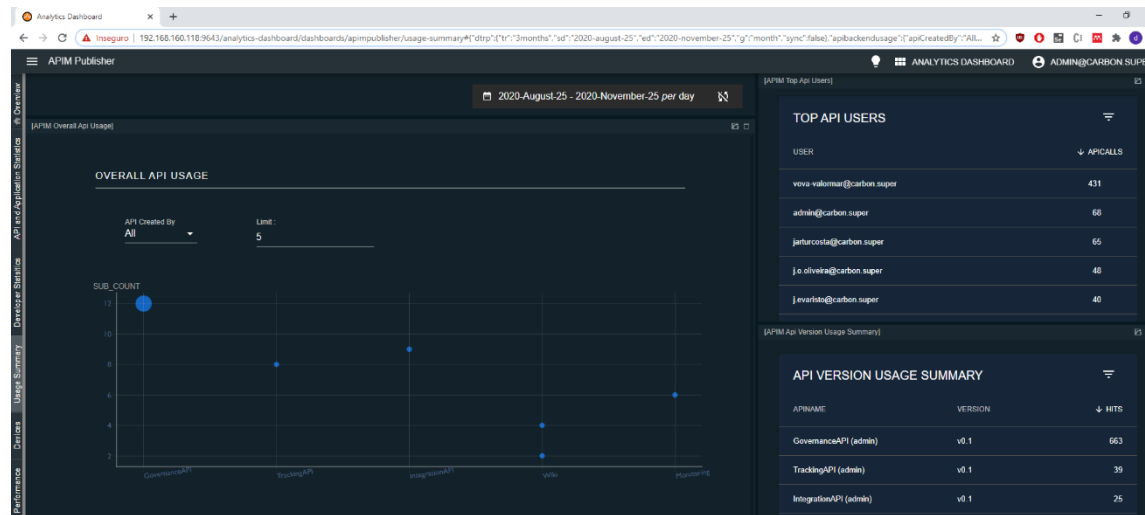 Analytics Dashboard
Inseguro | 192.168.160.118:9643/analytics-dashboard/dashboards/apimpublisher/usage-summary#{"dtrp":{"tr":"3months","sd":"2020-august-25","ed":"2020-november-25","g":"month","sync":false},"apibackendusage":{"apiCreatedBy":"All...
APIM Publisher
ANALYTICS DASHBOARD
ADMIN@CARBON.SUPE
Overview
API and Application Statistics
Developer Statistics
Usage Summary
Devices
Performance
2020-August-25 - 2020-November-25 per day
[APIM Overall Api Usage]
OVERALL API USAGE
API Created By
All
Limit :
5
SUB_COUNT
12
10
8
6
4
2
GovernanceAPI
TrackingAPI
IntegrationAPI
Wiki
Monitoring
[APIM Top Api Users]
TOP API USERS
USER APICALLS
vova-valormar@carbon.super 431
admin@carbon.super 68
jarturcosta@carbon.super 65
j.o.oliveira@carbon.super 48
j.evaristo@carbon.super 40
[APIM Api Version Usage Summary]
API VERSION USAGE SUMMARY
APINAME VERSION HITS
GovernanceAPI (admin) v0.1 663
TrackingAPI (admin) v0.1 39
IntegrationAPI (admin) v0.1 25